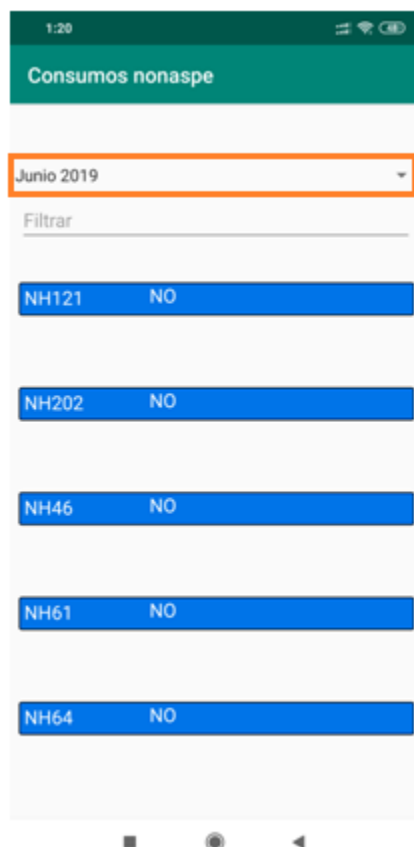 1:20
Consumos nonaspe
Junio 2019
Filtrar
NH121 NO
NH202 NO
NH46 NO
NH61 NO
NH64 NO